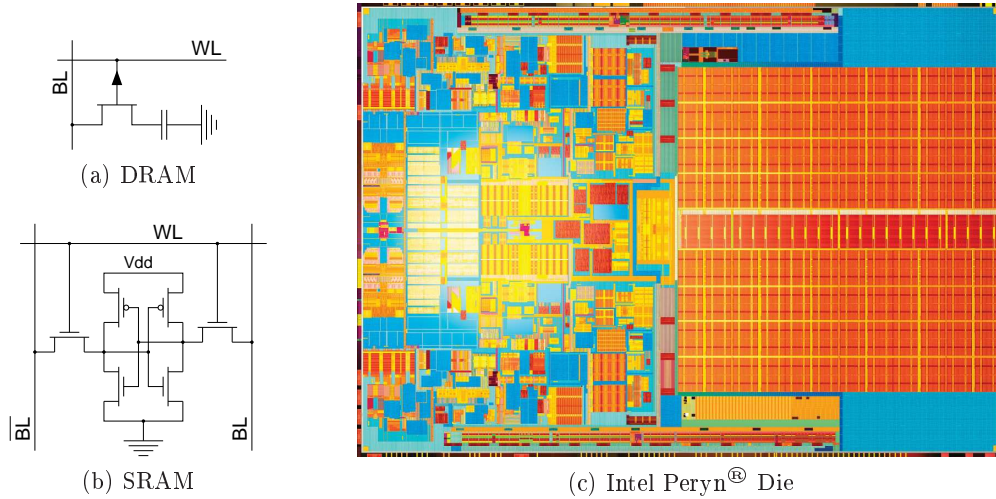 WL
BL
(a) DRAM
WL
Vdd
BL
BL
(b) SRAM
(c) Intel Peryn® Die